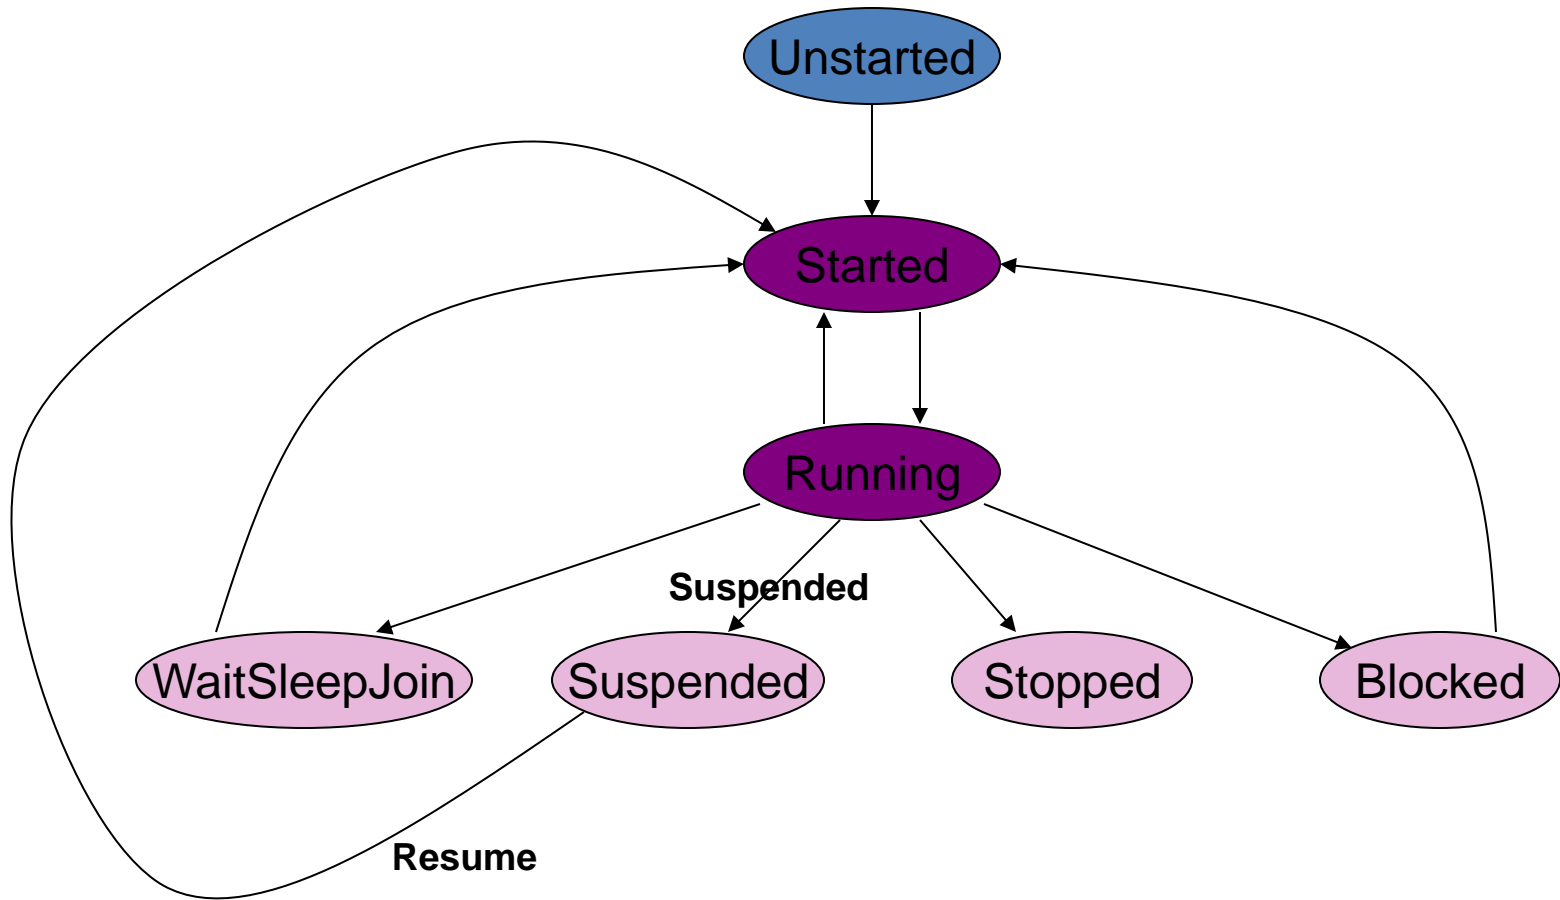 Unstarted
Started
Running
Suspended
WaitSleepJoin
Suspended
Stopped
Blocked
Resume